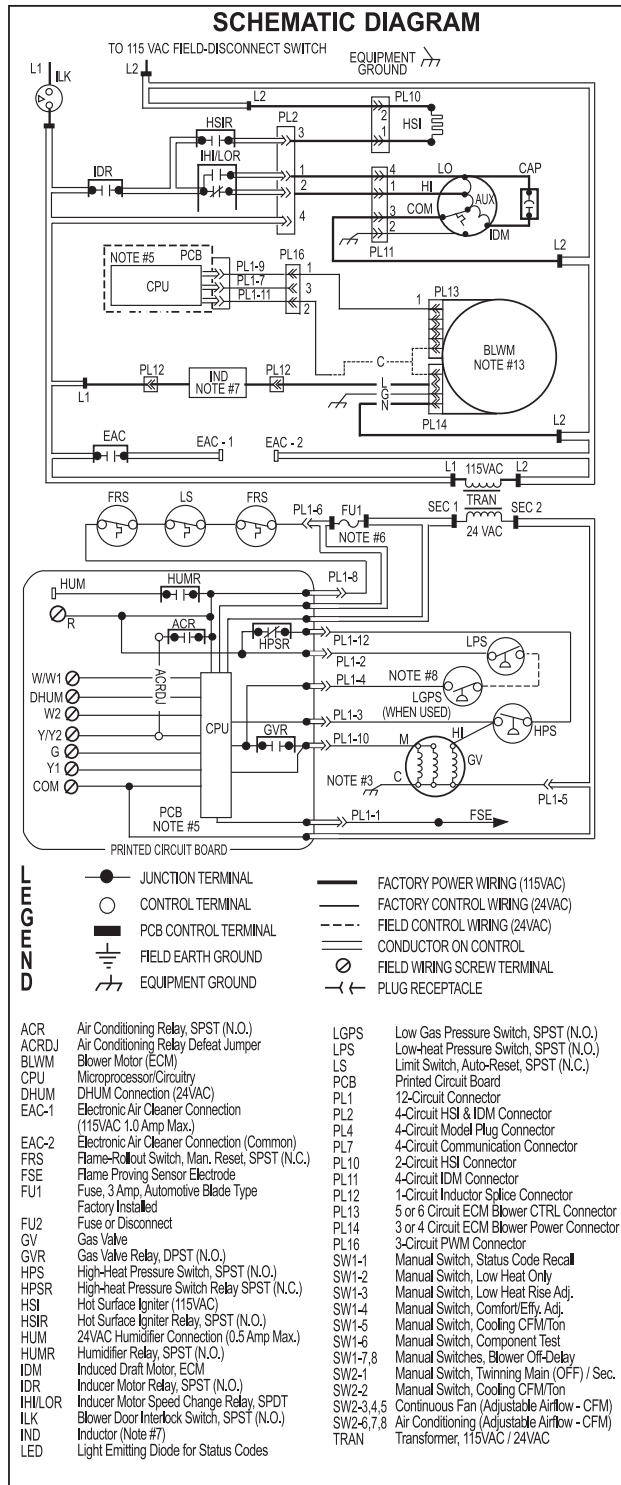 SCHEMATIC DIAGRAM
TO 115 VAC FIELD-DISCONNECT SWITCH
EQUIPMENT
GROUND
L1
ILK
L2
L2
PL10
2
1
HSI
HSIR
PL2
3
IHI/LOR
1
2
4
IDR
4
1
3
2
PL11
LO
HI
COM
AUX
IDM
CAP
L2
NOTE #5
PCB
CPU
PL1-9
PL1-7
PL1-11
PL16
1
3
2
1
PL13
BLWM
NOTE #13
C
L
G
N
PL14
L2
L1
PL12
IND
NOTE #7
PL12
EAC
EAC - 1
EAC - 2
L1
115VAC
L2
TRAN
SEC 1
24 VAC
SEC 2
FRS
LS
FRS
PL1-6
FU1
NOTE #6
PL1-8
HUM
HUMR
R
ACR
HPSR
ACRDJ
PL1-12
PL1-2
PL1-4
NOTE #8
LPS
LGPS
(WHEN USED)
PL1-3
HPS
PL1-10
M
HI
GV
C
NOTE #3
PL1-5
GVR
CPU
W/W1
DHUM
W2
Y/Y2
G
Y1
COM
PCB
NOTE #5
PL1-1
FSE
PRINTED CIRCUIT BOARD
LEGEND
JUNCTION TERMINAL
CONTROL TERMINAL
PCB CONTROL TERMINAL
FIELD EARTH GROUND
EQUIPMENT GROUND
FACTORY POWER WIRING (115VAC)
FACTORY CONTROL WIRING (24VAC)
FIELD CONTROL WIRING (24VAC)
CONDUCTOR ON CONTROL
FIELD WIRING SCREW TERMINAL
PLUG RECEPTACLE
ACR Air Conditioning Relay, SPST (N.O.)
ACRDJ Air Conditioning Relay Defeat Jumper
BLWM Blower Motor (ECM)
CPU Microprocessor/Circuitry
DHUM DHUM Connection (24VAC)
EAC-1 Electronic Air Cleaner Connection
(115VAC 1.0 Amp Max.)
EAC-2 Electronic Air Cleaner Connection (Common)
FRS Flame-Rollout Switch, Man. Reset, SPST (N.C.)
FSE Flame Proving Sensor Electrode
FU1 Fuse, 3 Amp, Automotive Blade Type
Factory Installed
FU2 Fuse or Disconnect
GV Gas Valve
GVR Gas Valve Relay, DPST (N.O.)
HPS High-Heat Pressure Switch, SPST (N.O.)
HPSR High-heat Pressure Switch Relay SPST (N.C.)
HSI Hot Surface Igniter (115VAC)
HSIR Hot Surface Igniter Relay, SPST (N.O.)
HUM 24VAC Humidifier Connection (0.5 Amp Max.)
HUMR Humidifier Relay, SPST (N.O.)
IDM Induced Draft Motor, ECM
IDR Inducer Motor Relay, SPST (N.O.)
IHI/LOR Inducer Motor Speed Change Relay, SPDT
ILK Blower Door Interlock Switch, SPST (N.O.)
IND Inductor (Note #7)
LED Light Emitting Diode for Status Codes
LGPS Low Gas Pressure Switch, SPST (N.O.)
LPS Low-heat Pressure Switch, SPST (N.O.)
LS Limit Switch, Auto-Reset, SPST (N.C.)
PCB Printed Circuit Board
PL1 12-Circuit Connector
PL2 4-Circuit HSI & IDM Connector
PL4 4-Circuit Model Plug Connector
PL7 4-Circuit Communication Connector
PL10 2-Circuit HSI Connector
PL11 4-Circuit IDM Connector
PL12 1-Circuit Inductor Splice Connector
PL13 5 or 6 Circuit ECM Blower CTRL Connector
PL14 3 or 4 Circuit ECM Blower Power Connector
PL16 3-Circuit PWM Connector
SW1-1 Manual Switch, Status Code Recall
SW1-2 Manual Switch, Low Heat Only
SW1-3 Manual Switch, Low Heat Rise Adj.
SW1-4 Manual Switch, Comfort/Effy. Adj.
SW1-5 Manual Switch, Cooling CFM/Ton
SW1-6 Manual Switch, Component Test
SW1-7,8 Manual Switches, Blower Off-Delay
SW2-1 Manual Switch, Twinning Main (OFF) / Sec.
SW2-2 Manual Switch, Cooling CFM/Ton
SW2-3,4,5 Continuous Fan (Adjustable Airflow - CFM)
SW2-6,7,8 Air Conditioning (Adjustable Airflow - CFM)
TRAN Transformer, 115VAC / 24VAC